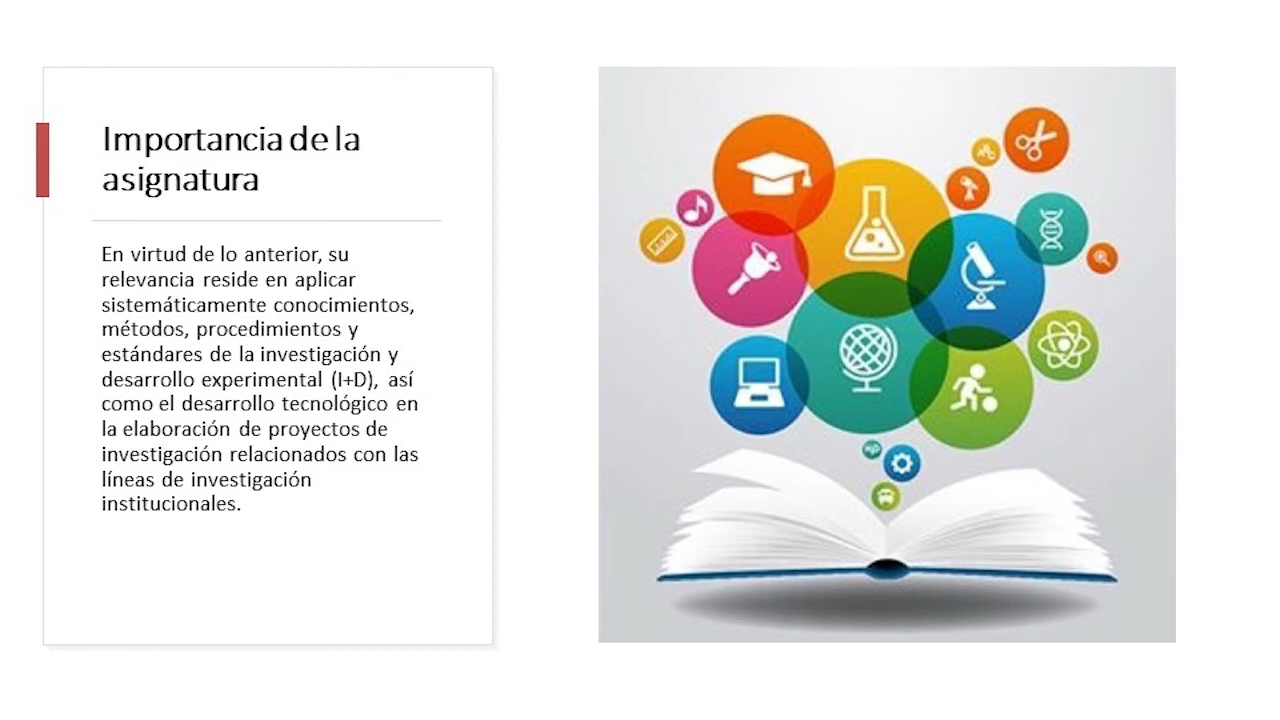 Importancia de la
asignatura
En virtud de lo anterior, su
relevancia reside en aplicar
sistemáticamente conocimientos,
métodos, procedimientos y
estándares de la investigación y
desarrollo experimental (I+D), así
como el desarrollo tecnológico en
la elaboración de proyectos de
investigación relacionados con las
líneas de investigación
institucionales.